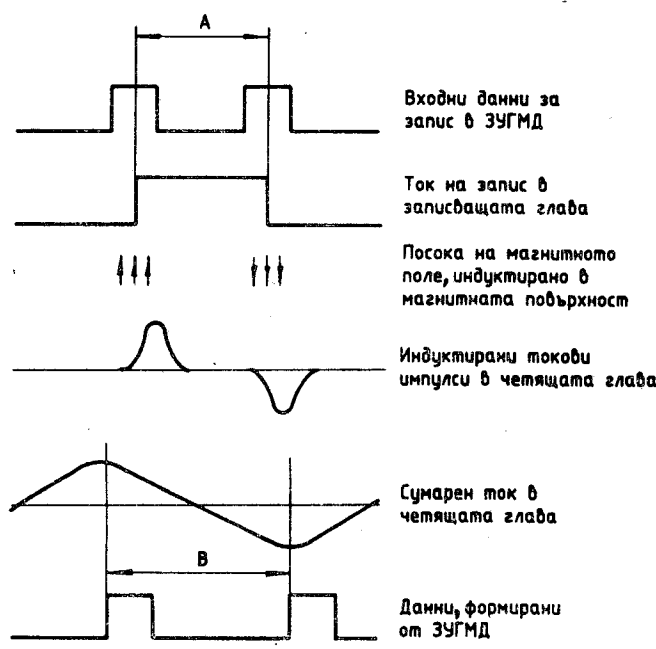 A
Входни данни за
запис в ЗУГМД
Ток на запис в
записващата глава
Посока на магнитното
поле, индуктирано в
магнитната повърхност
Индуктирани токови
импулси в четящата глава
Сумарен ток в
четящата глава
B
Данни, формирани
от ЗУГМД